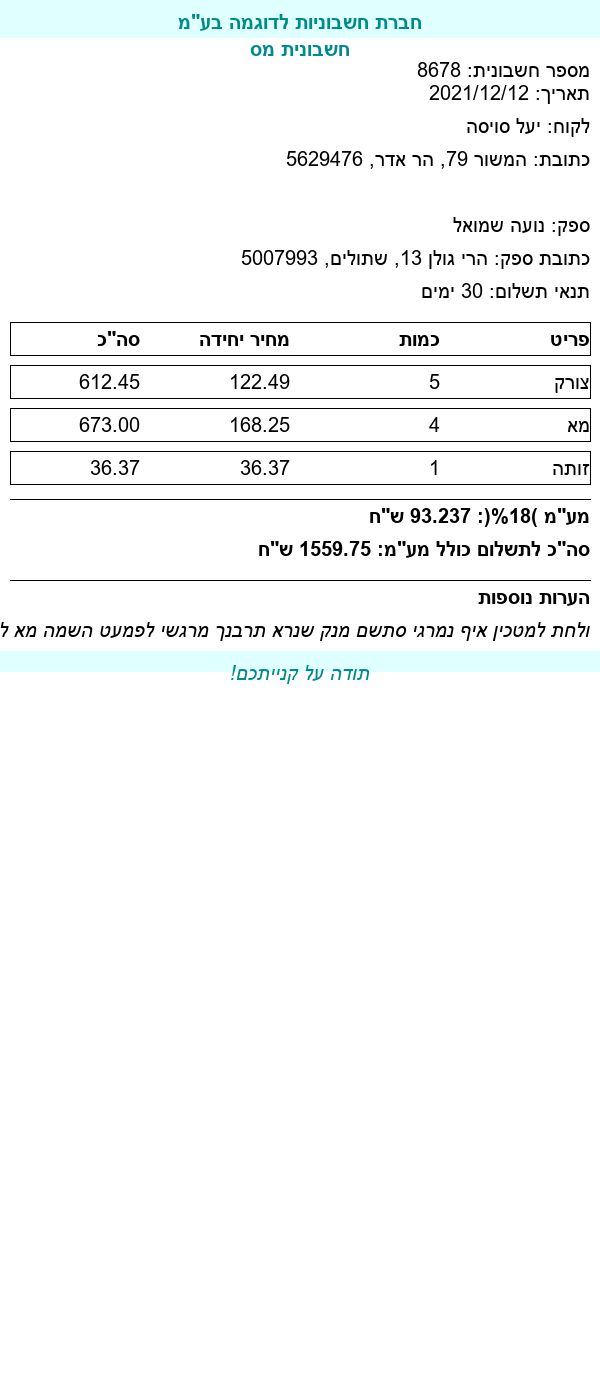 חברת חשבוניות לדוגמה בע"מ
חשבונית מס
מספר חשבונית: 8678
תאריך: 2021/12/12
לקוח: יעל סויסה
כתובת: המשור 79, הר אדר, 5629476
ספק: נועה שמואל
כתובת ספק: הרי גולן 13, שתולים, 5007993
תנאי תשלום: 30 ימים
פריט כמות מחיר יחידה סה"כ
צורק 5 122.49 612.45
מא 4 168.25 673.00
זותה 1 36.37 36.37
מע"מ )18%(: 93.237 ש"ח
סה"כ לתשלום כולל מע"מ: 1559.75 ש"ח
הערות נוספות
ולחת למטכין איף נמרגי סתשם מנק שנרא תרבנך מרגשי לפמעט השמה מא ל
תודה על קנייתכם!